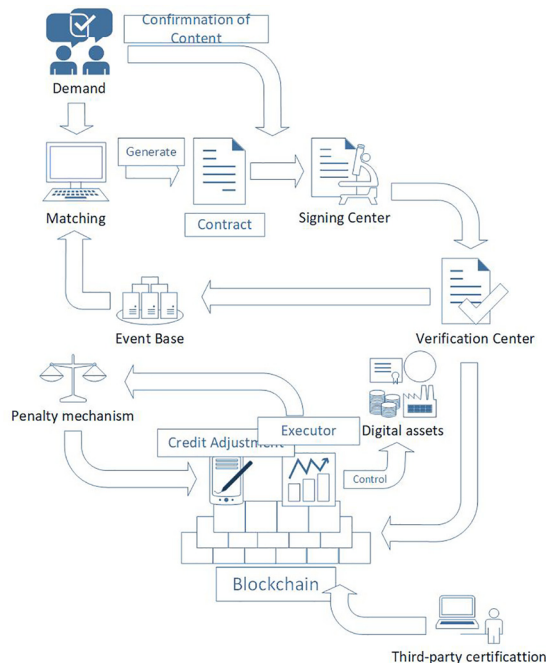 Confirmnation of
Content
Demand
Generate
Matching
Contract
Signing Center
Event Base
Verification Center
Penalty mechanism
Executor
Digital assets
Credit Adjustment
Control
Blockchain
Third-party certificattion